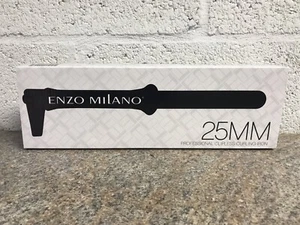 ENZO MILANO®
25MM
PROFESSIONAL CLIPLESS CURLING IRON